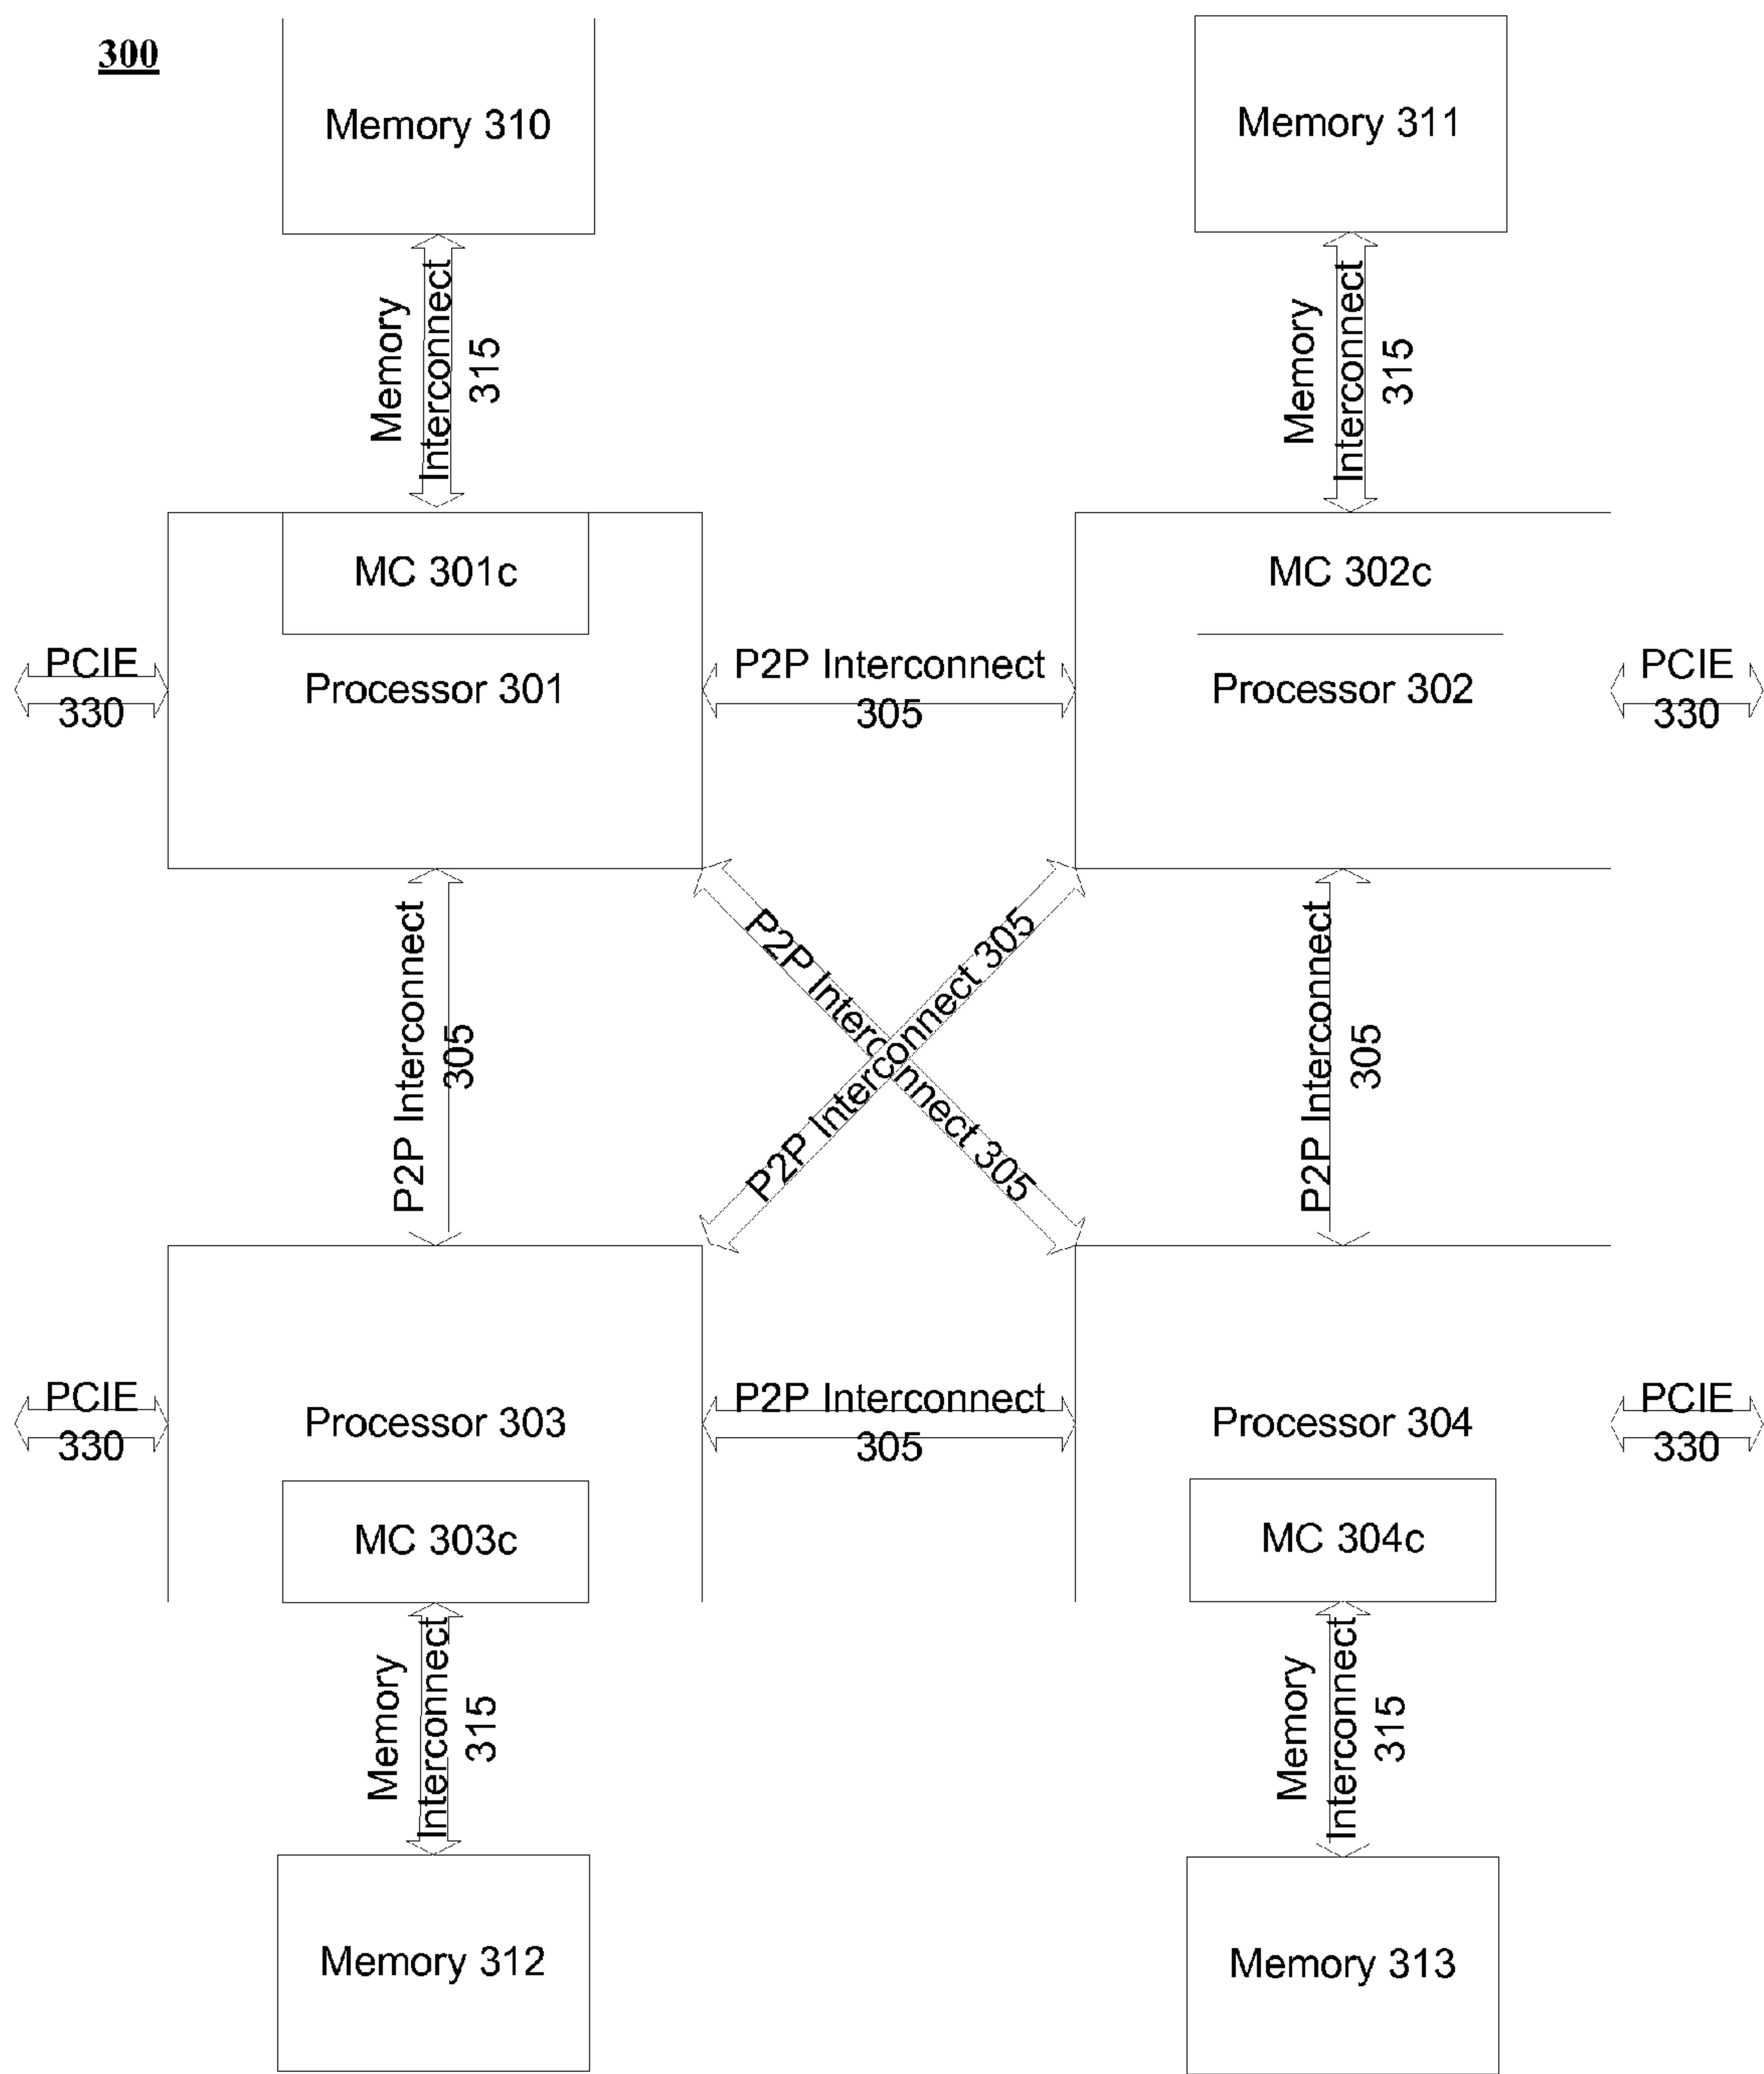 300
Memory 310
Memory 311
Memory
Interconnect
315
Memory
Interconnect
315
MC 301c
MC 302c
PCIE
330
Processor 301
P2P Interconnect
305
Processor 302
PCIE
330
P2P Interconnect
305
P2P Interconnect 305
P2P Interconnect 305
P2P Interconnect
305
PCIE
330
Processor 303
P2P Interconnect
305
Processor 304
PCIE
330
MC 303c
MC 304c
Memory
Interconnect
315
Memory
Interconnect
315
Memory 312
Memory 313